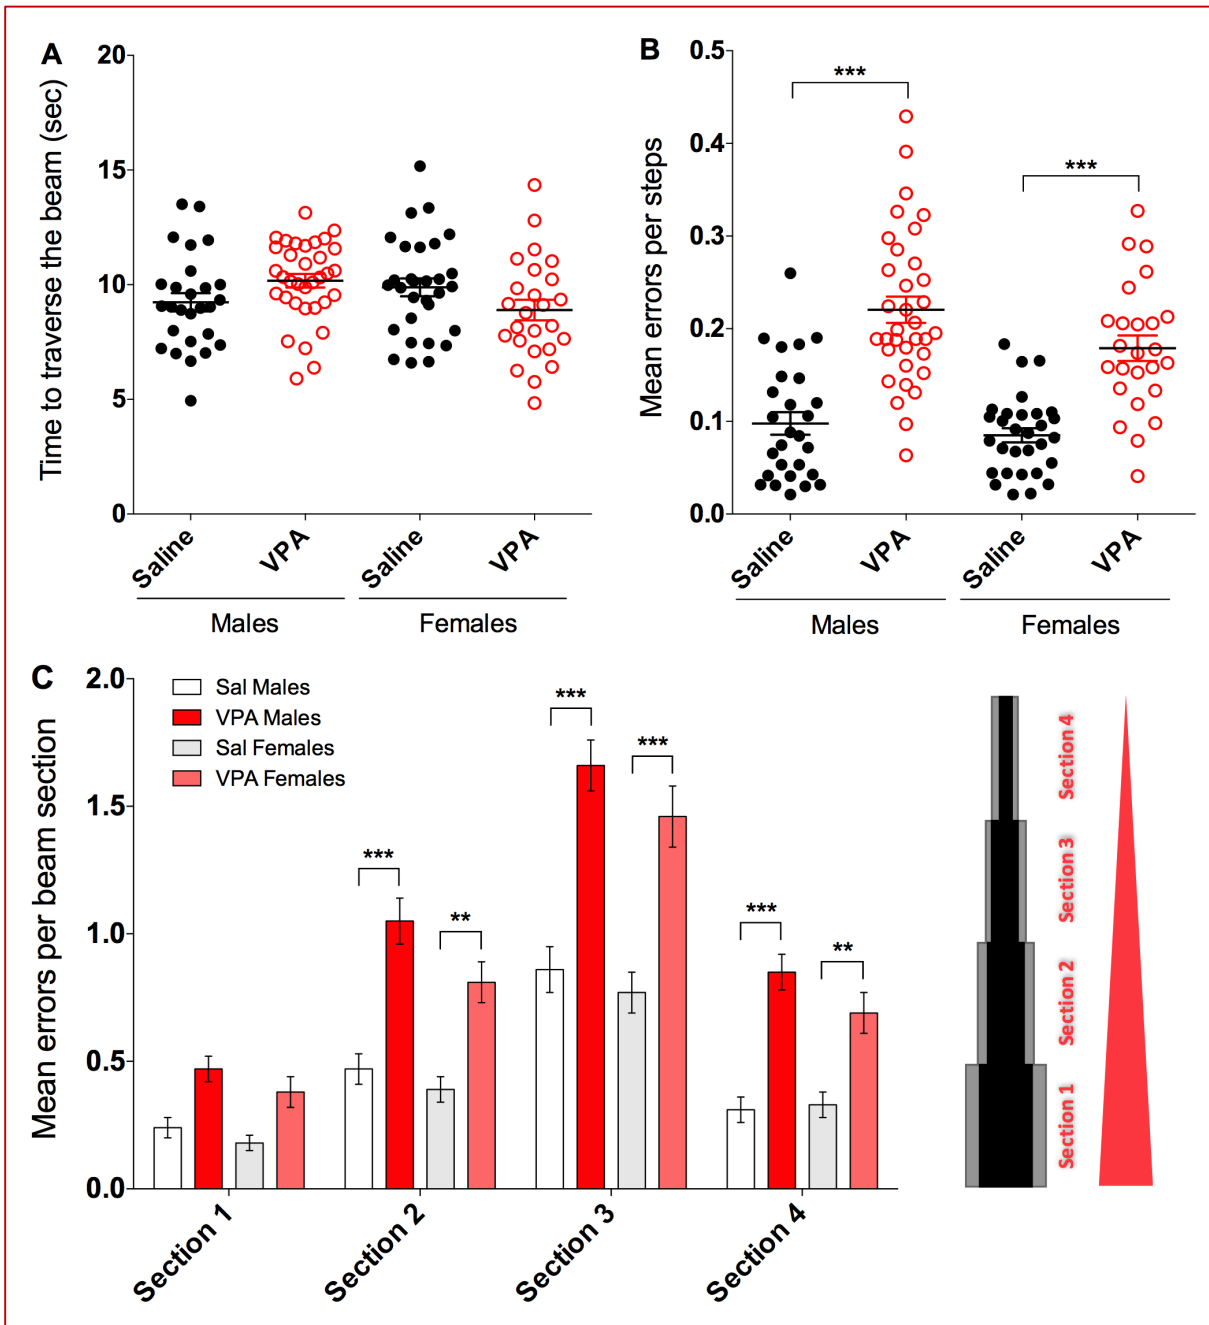 A
Time to traverse the beam (sec)
20
15
10
5
0
Saline
VPA
Saline
VPA
Males
Females
B
Mean errors per steps
0.5
0.4
0.3
0.2
0.1
0.0
***
***
Saline
VPA
Saline
VPA
Males
Females
C
Mean errors per beam section
2.0
1.5
1.0
0.5
0.0
Sal Males
VPA Males
Sal Females
VPA Females
***
**
***
***
***
**
Section 1
Section 2
Section 3
Section 4
Section 4
Section 3
Section 2
Section 1